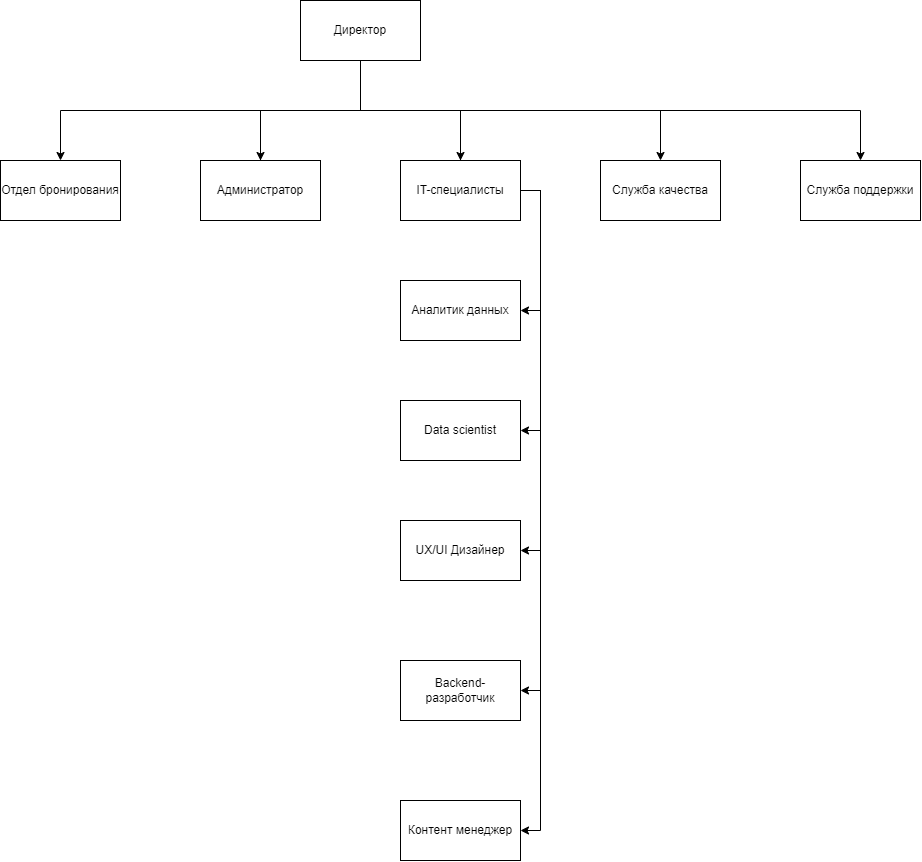 Директор
Отдел бронирования
Администратор
IT-специалисты
Служба качества
Служба поддержки
Аналитик данных
Data scientist
UX/UI Дизайнер
Backend-
разработчик
Контент менеджер